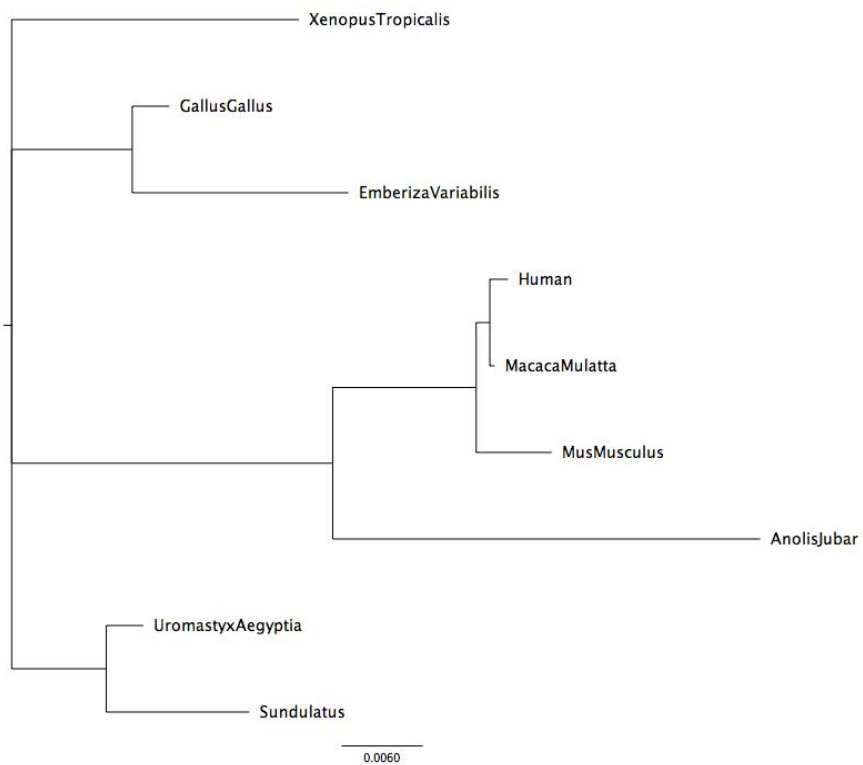 XenopusTropicalis
GallusGallus
EmberizaVariabilis
Human
MacacaMulatta
MusMusculus
AnolisJubar
UromastyxAegyptia
Sundulatus
0.0060